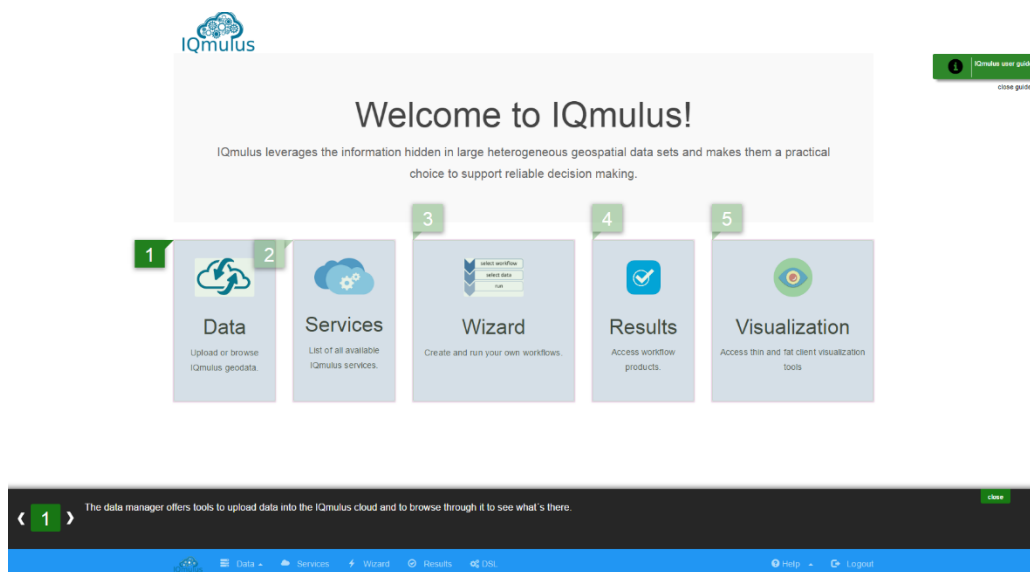 IQmulus
IQmulus user guide
close guide
Welcome to IQmulus!
IQmulus leverages the information hidden in large heterogeneous geospatial data sets and makes them a practical
choice to support reliable decision making.
1
2
3
4
5
select workflow
select data
run
Data
Upload or browse
IQmulus geodata.
Services
List of all available
IQmulus services.
Wizard
Create and run your own workflows.
Results
Access workflow
products.
Visualization
Access thin and fat client visualization
tools
close
1
The data manager offers tools to upload data into the IQmulus cloud and to browse through it to see what´s there.
Data
Services
Wizard
Results
DSL
Help
Logout